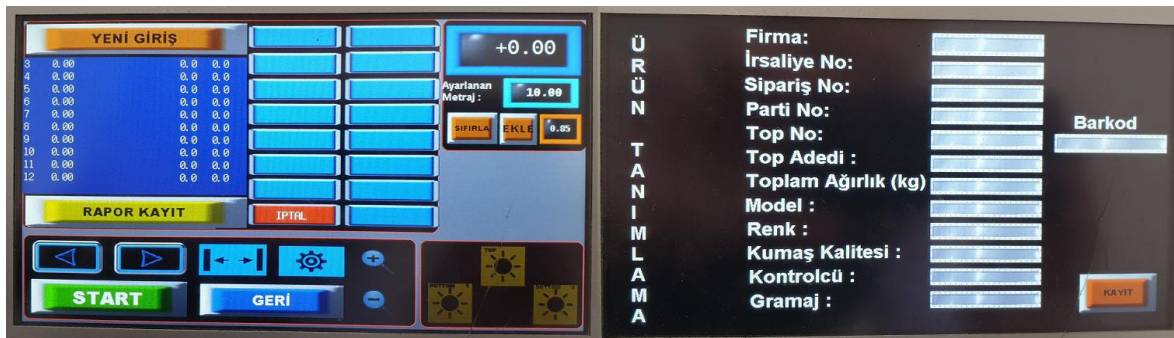 YENİ GİRİŞ
3 0.00 0.0 0.0
4 0.00 0.0 0.0
5 0.00 0.0 0.0
6 0.00 0.0 0.0
7 0.00 0.0 0.0
8 0.00 0.0 0.0
9 0.00 0.0 0.0
10 0.00 0.0 0.0
11 0.00 0.0 0.0
12 0.00 0.0 0.0
RAPOR KAYIT
IPTAL
+0.00
Ayarlanan
Metraj : 10.00
SIFIRLA EKLE 0.85
START
GERİ
TOP
ÜRÜN TANIMLAMA
Firma:
İrsaliye No:
Sipariş No:
Parti No:
Top No:
Top Adedi :
Toplam Ağırlık (kg)
Model :
Renk :
Kumaş Kalitesi :
Kontrolcü :
Gramaj :
Barkod
KAYIT